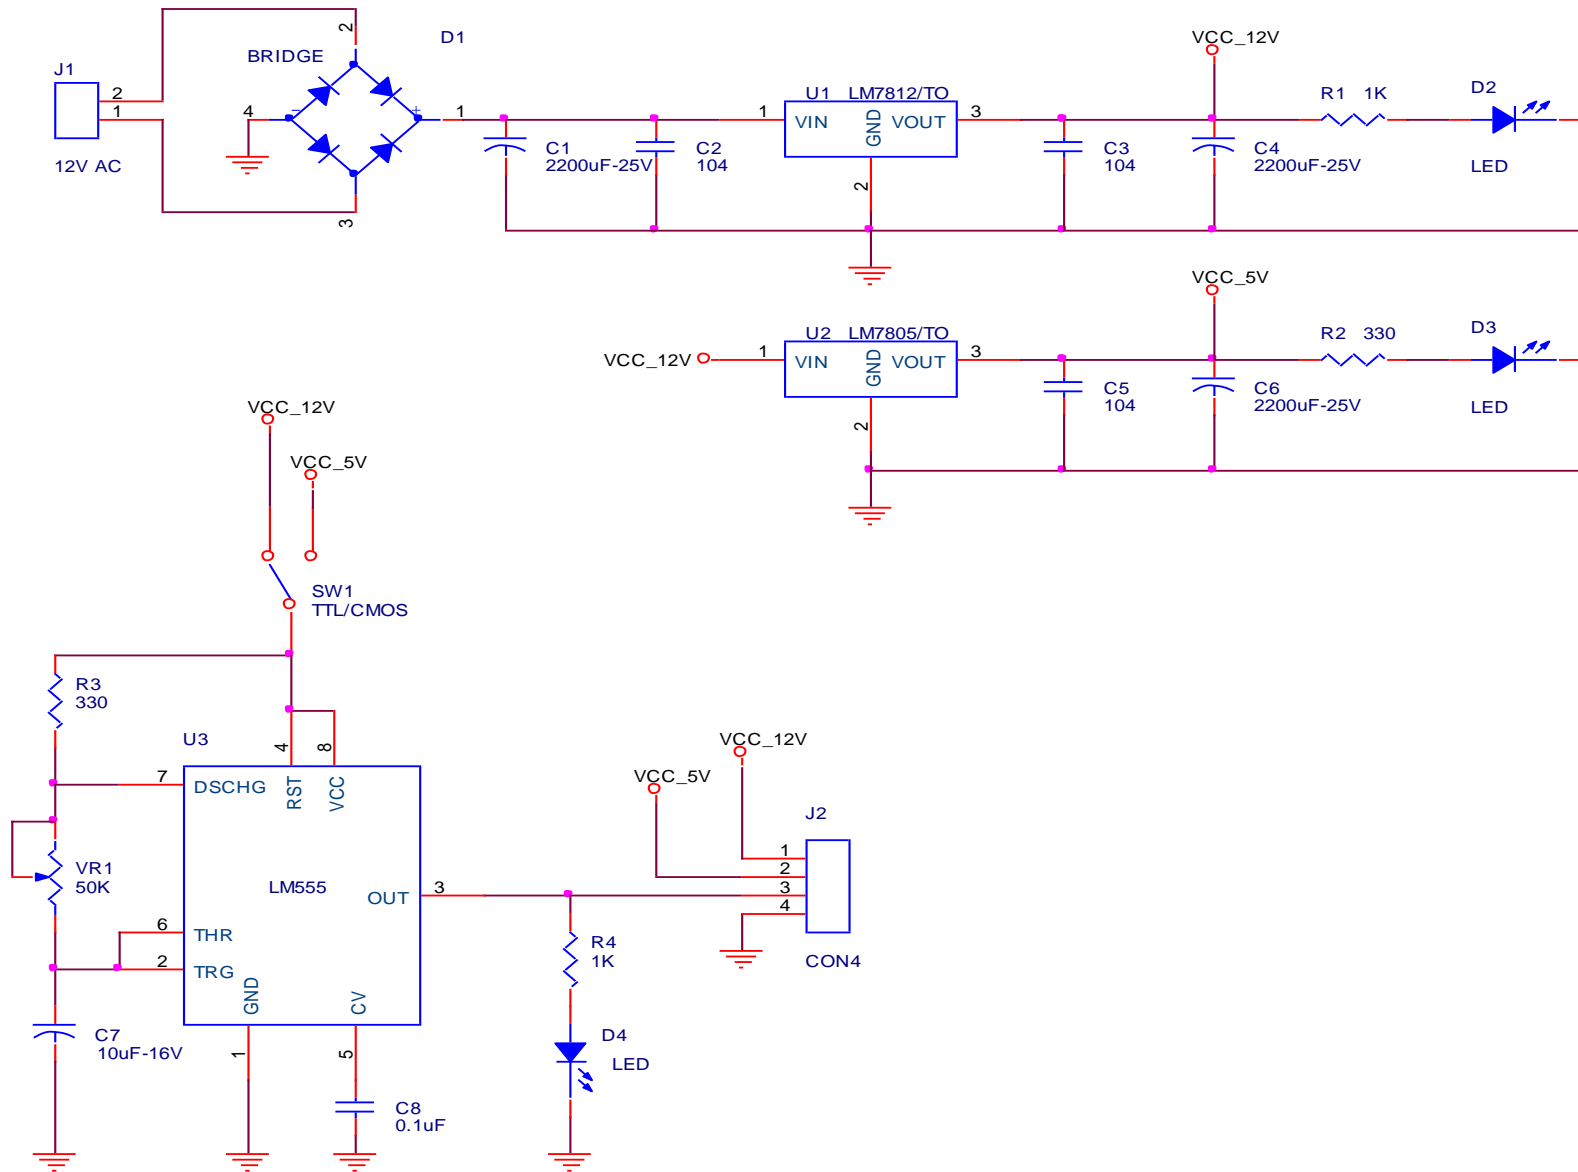 J1
2
1
12V AC
BRIDGE
D1
2
4
-
+
1
3
C1
2200uF-25V
C2
104
U1 LM7812/TO
1
VIN
GND
VOUT
3
2
C3
104
VCC_12V
C4
2200uF-25V
R1 1K
D2
LED
VCC_12V
U2 LM7805/TO
1
VIN
GND
VOUT
3
2
C5
104
VCC_5V
C6
2200uF-25V
R2 330
D3
LED
VCC_12V
VCC_5V
SW1
TTL/CMOS
R3
330
U3
4
8
7
DSCHG
RST
VCC
VR1
50K
LM555
OUT
3
6
THR
2
TRG
GND
CV
1
5
C7
10uF-16V
C8
0.1uF
VCC_12V
VCC_5V
J2
1
2
3
4
CON4
R4
1K
D4
LED